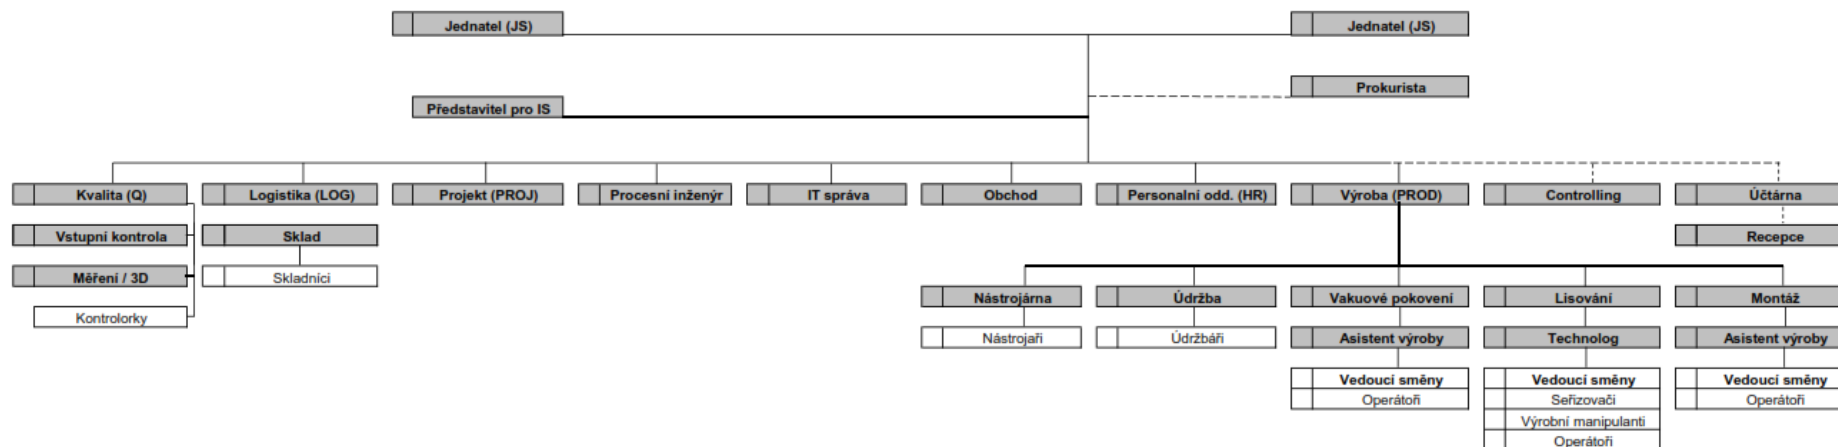 Jednatel (JS)
Jednatel (JS)
Prokurista
Představitel pro IS
Kvalita (Q)
Logistika (LOG)
Projekt (PROJ)
Procesní inženýr
IT správa
Obchod
Personalní odd. (HR)
Výroba (PROD)
Controlling
Účtárna
Vstupní kontrola
Sklad
Recepce
Měření / 3D
Skladníci
Nástrojárna
Údržba
Vakuové pokovení
Lisování
Montáž
Kontrolorky
Nástrojaři
Údržbáři
Asistent výroby
Technolog
Asistent výroby
Vedoucí směny
Vedoucí směny
Vedoucí směny
Operátoři
Seřizovači
Operátoři
Výrobní manipulanti
Operátoři